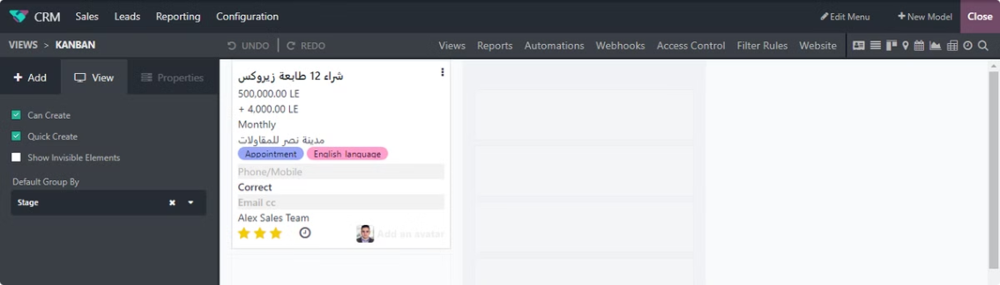 CRM Sales Leads Reporting Configuration Edit Menu + New Model Close
VIEWS > KANBAN UNDO REDO Views Reports Automations Webhooks Access Control Filter Rules Website
+ Add View Properties
Can Create
Quick Create
Show Invisible Elements
Default Group By
Stage
شراء 12 طابعة زيروكس
500,000.00 LE
+ 4,000.00 LE
Monthly
مدينة نصر للمقاولات
Appointment English language
Phone/Mobile
Correct
Email cc
Alex Sales Team
Add an avatar